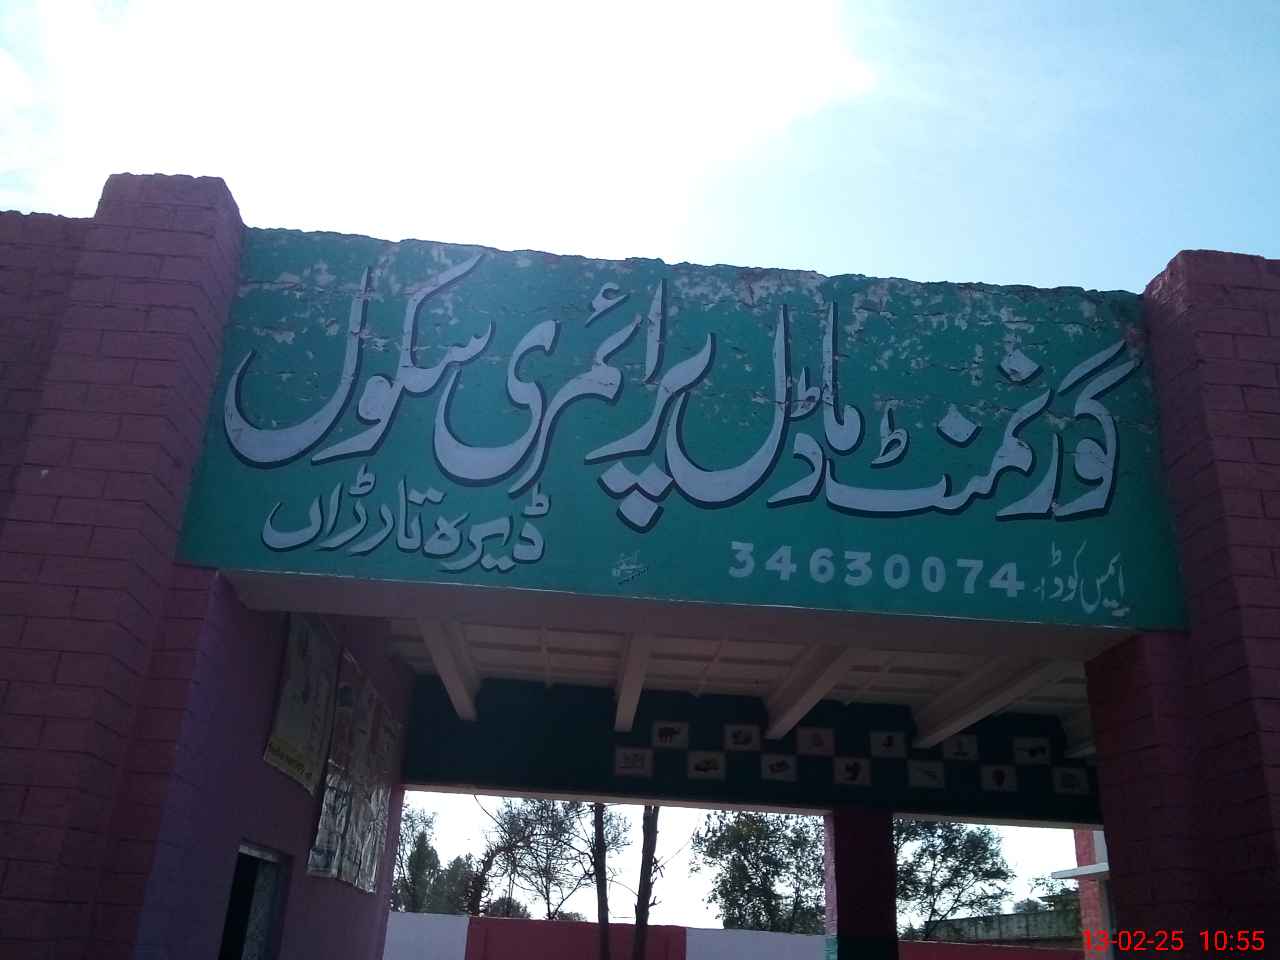 گورنمنٹ ماڈل پرائمری سکول
ایمس کوڈ 34630074
ڈیرہ تارڑاں
13-02-25 10:55